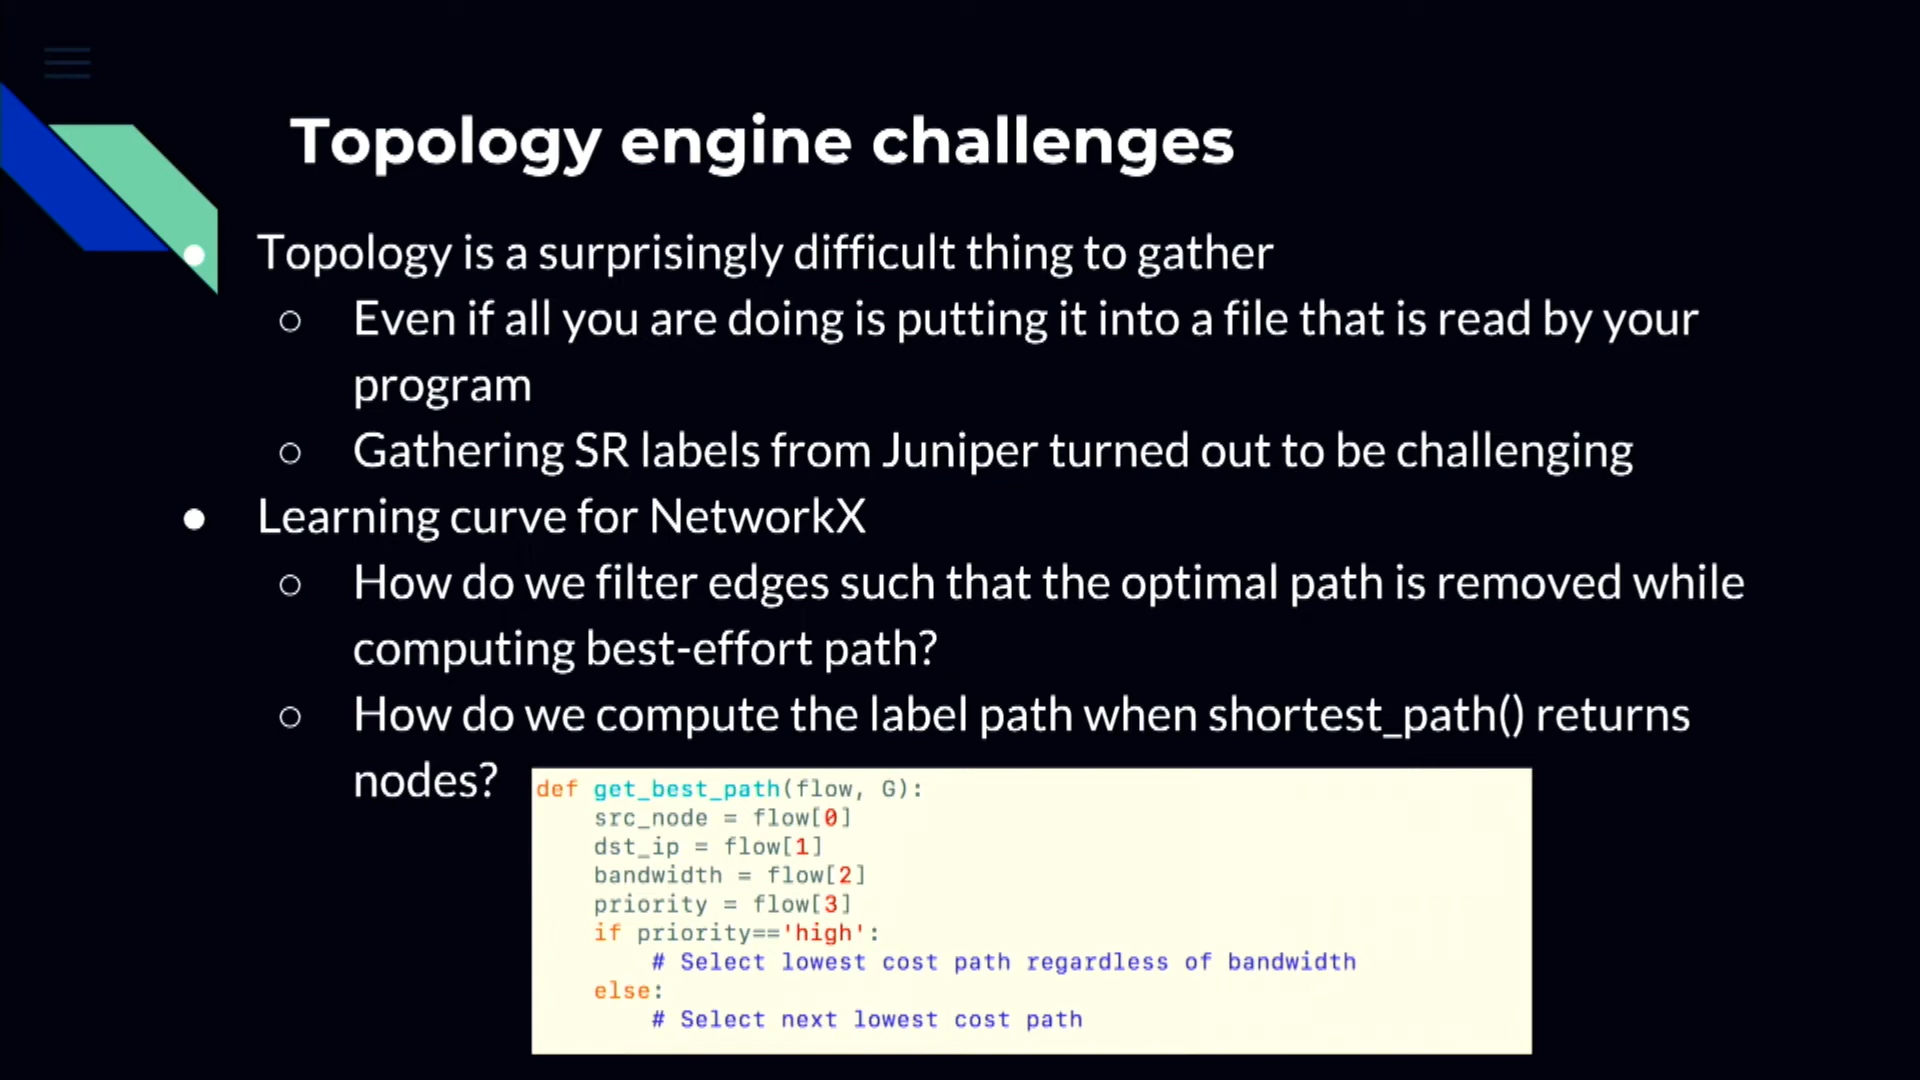 Topology engine challenges
● Topology is a surprisingly difficult thing to gather
○ Even if all you are doing is putting it into a file that is read by your
program
○ Gathering SR labels from Juniper turned out to be challenging
● Learning curve for NetworkX
○ How do we filter edges such that the optimal path is removed while
computing best-effort path?
○ How do we compute the label path when shortest_path() returns
nodes?
def get_best_path(flow, G):
    src_node = flow[0]
    dst_ip = flow[1]
    bandwidth = flow[2]
    priority = flow[3]
    if priority=='high':
        # Select lowest cost path regardless of bandwidth
    else:
        # Select next lowest cost path